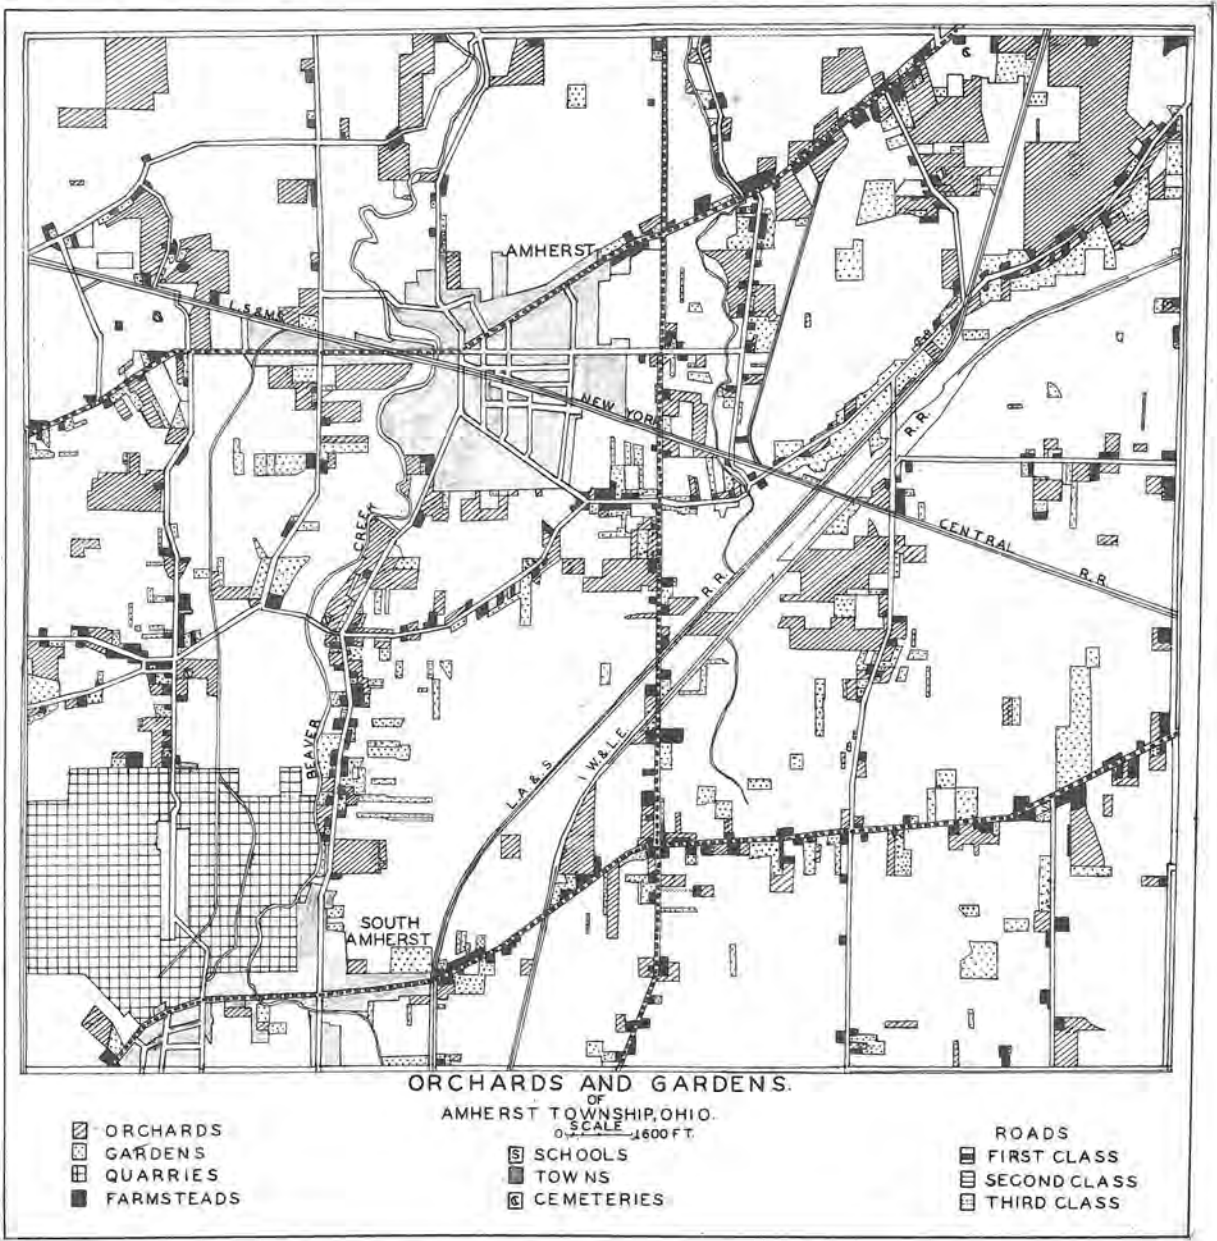 ₵
AMHERST
L.S.&M.S.
₵
NEW YORK
R.R.
CREEK
CENTRAL
R.R.
R.R.
BEAVER
L.A.&S.
W.&L.E.
SOUTH
AMHERST
ORCHARDS AND GARDENS.
OF
AMHERST TOWNSHIP, OHIO.
SCALE
0 1600 FT.
ORCHARDS
GARDENS
QUARRIES
FARMSTEADS
S SCHOOLS
TOWNS
₵ CEMETERIES
ROADS
FIRST CLASS
SECOND CLASS
THIRD CLASS